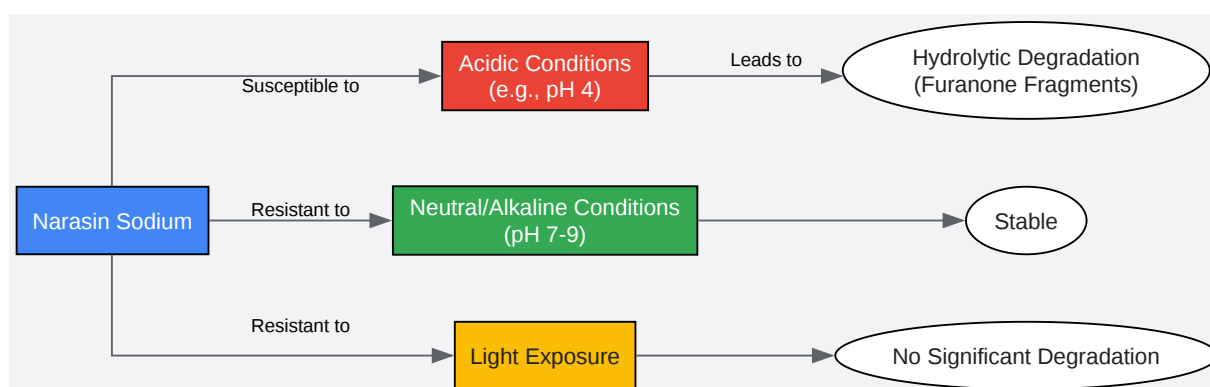 Susceptible to
Acidic Conditions
(e.g., pH 4)
Leads to
Hydrolytic Degradation
(Furanone Fragments)
Narasin Sodium
Resistant to
Neutral/Alkaline Conditions
(pH 7-9)
Stable
Resistant to
Light Exposure
No Significant Degradation